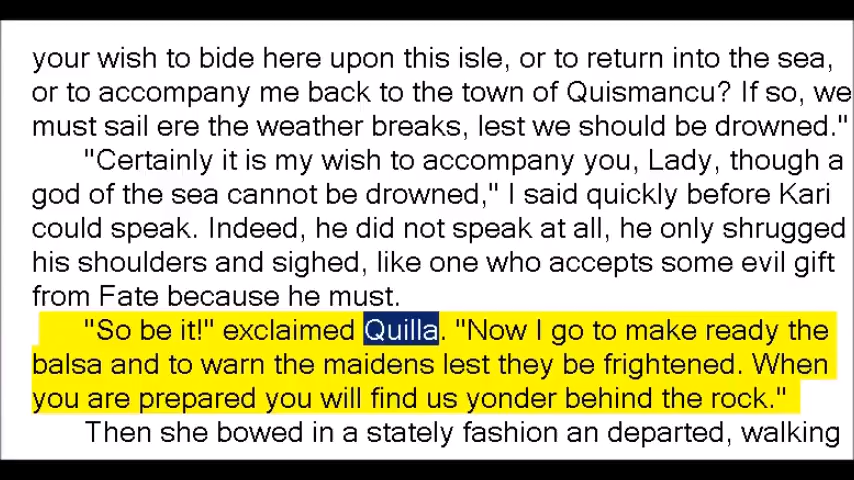 your wish to bide here upon this isle, or to return into the sea,
or to accompany me back to the town of Quismancu? If so, we
must sail ere the weather breaks, lest we should be drowned."
"Certainly it is my wish to accompany you, Lady, though a
god of the sea cannot be drowned," I said quickly before Kari
could speak. Indeed, he did not speak at all, he only shrugged
his shoulders and sighed, like one who accepts some evil gift
from Fate because he must.
"So be it!" exclaimed Quilla. "Now I go to make ready the
balsa and to warn the maidens lest they be frightened. When
you are prepared you will find us yonder behind the rock."
Then she bowed in a stately fashion an departed, walking